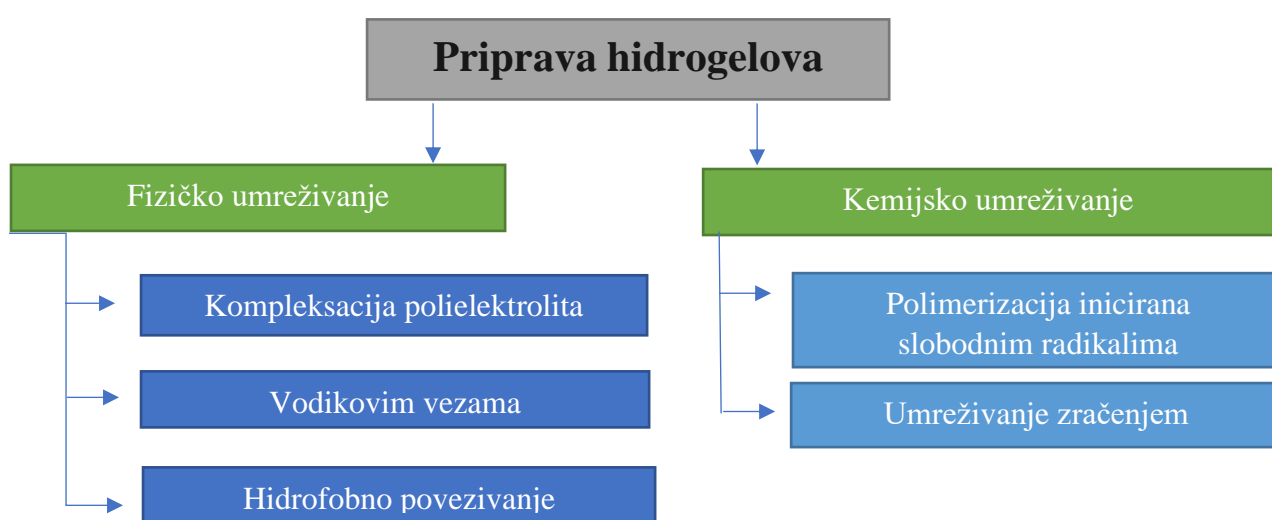 Priprava hidrogelova
Fizičko umreživanje
Kemijsko umreživanje
Kompleksacija polielektrolita
Vodikovim vezama
Hidrofobno povezivanje
Polimerizacija inicirana
slobodnim radikalima
Umreživanje zračenjem